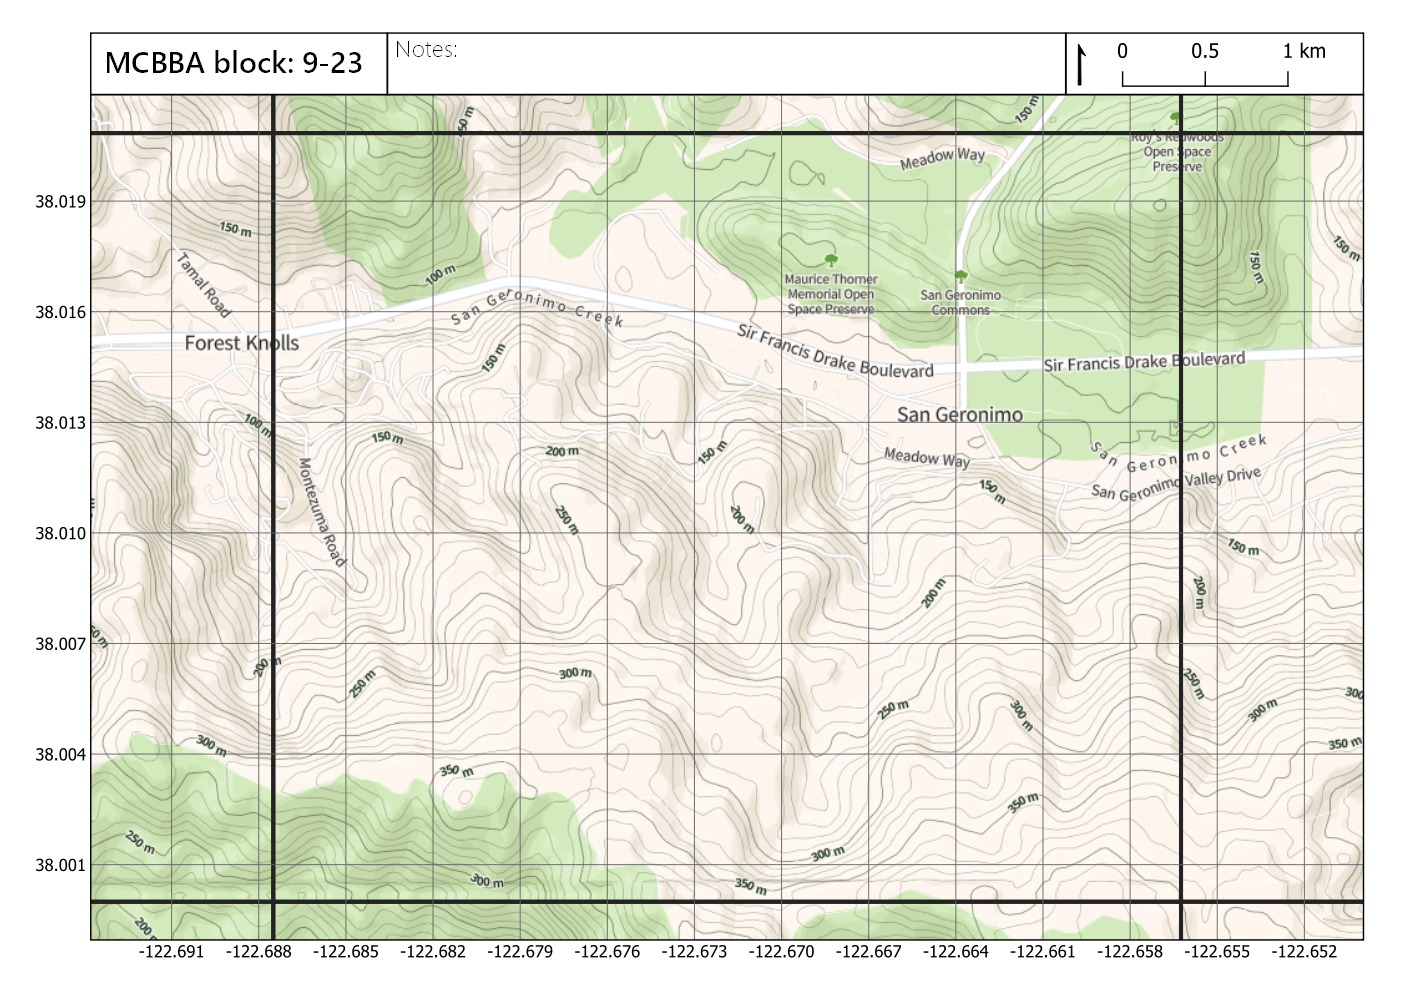 MCBBA block: 9-23
Notes:
0 0.5 1 km
150 m
50 m
Meadow Way
Roy's Redwoods
Open Space
Preserve
38.019
150 m
150 m
150 m
Tamal Road
100 m
Maurice Thorner
Memorial Open
Space Preserve
San Geronimo
Commons
38.016
San Geronimo Creek
Forest Knolls
150 m
Sir Francis Drake Boulevard
Sir Francis Drake Boulevard
38.013
100 m
150 m
200 m
150 m
San Geronimo
Meadow Way
San Geronimo Creek
San Geronimo Valley Drive
150 m
Montezuma Road
250 m
200 m
38.010
150 m
200 m
200 m
38.007
50 m
200 m
250 m
300 m
250 m
300 m
250 m
300 m
300
38.004
300 m
350 m
350 m
350 m
250 m
300 m
38.001
300 m
350 m
200 m
-122.691 -122.688 -122.685 -122.682 -122.679 -122.676 -122.673 -122.670 -122.667 -122.664 -122.661 -122.658 -122.655 -122.652